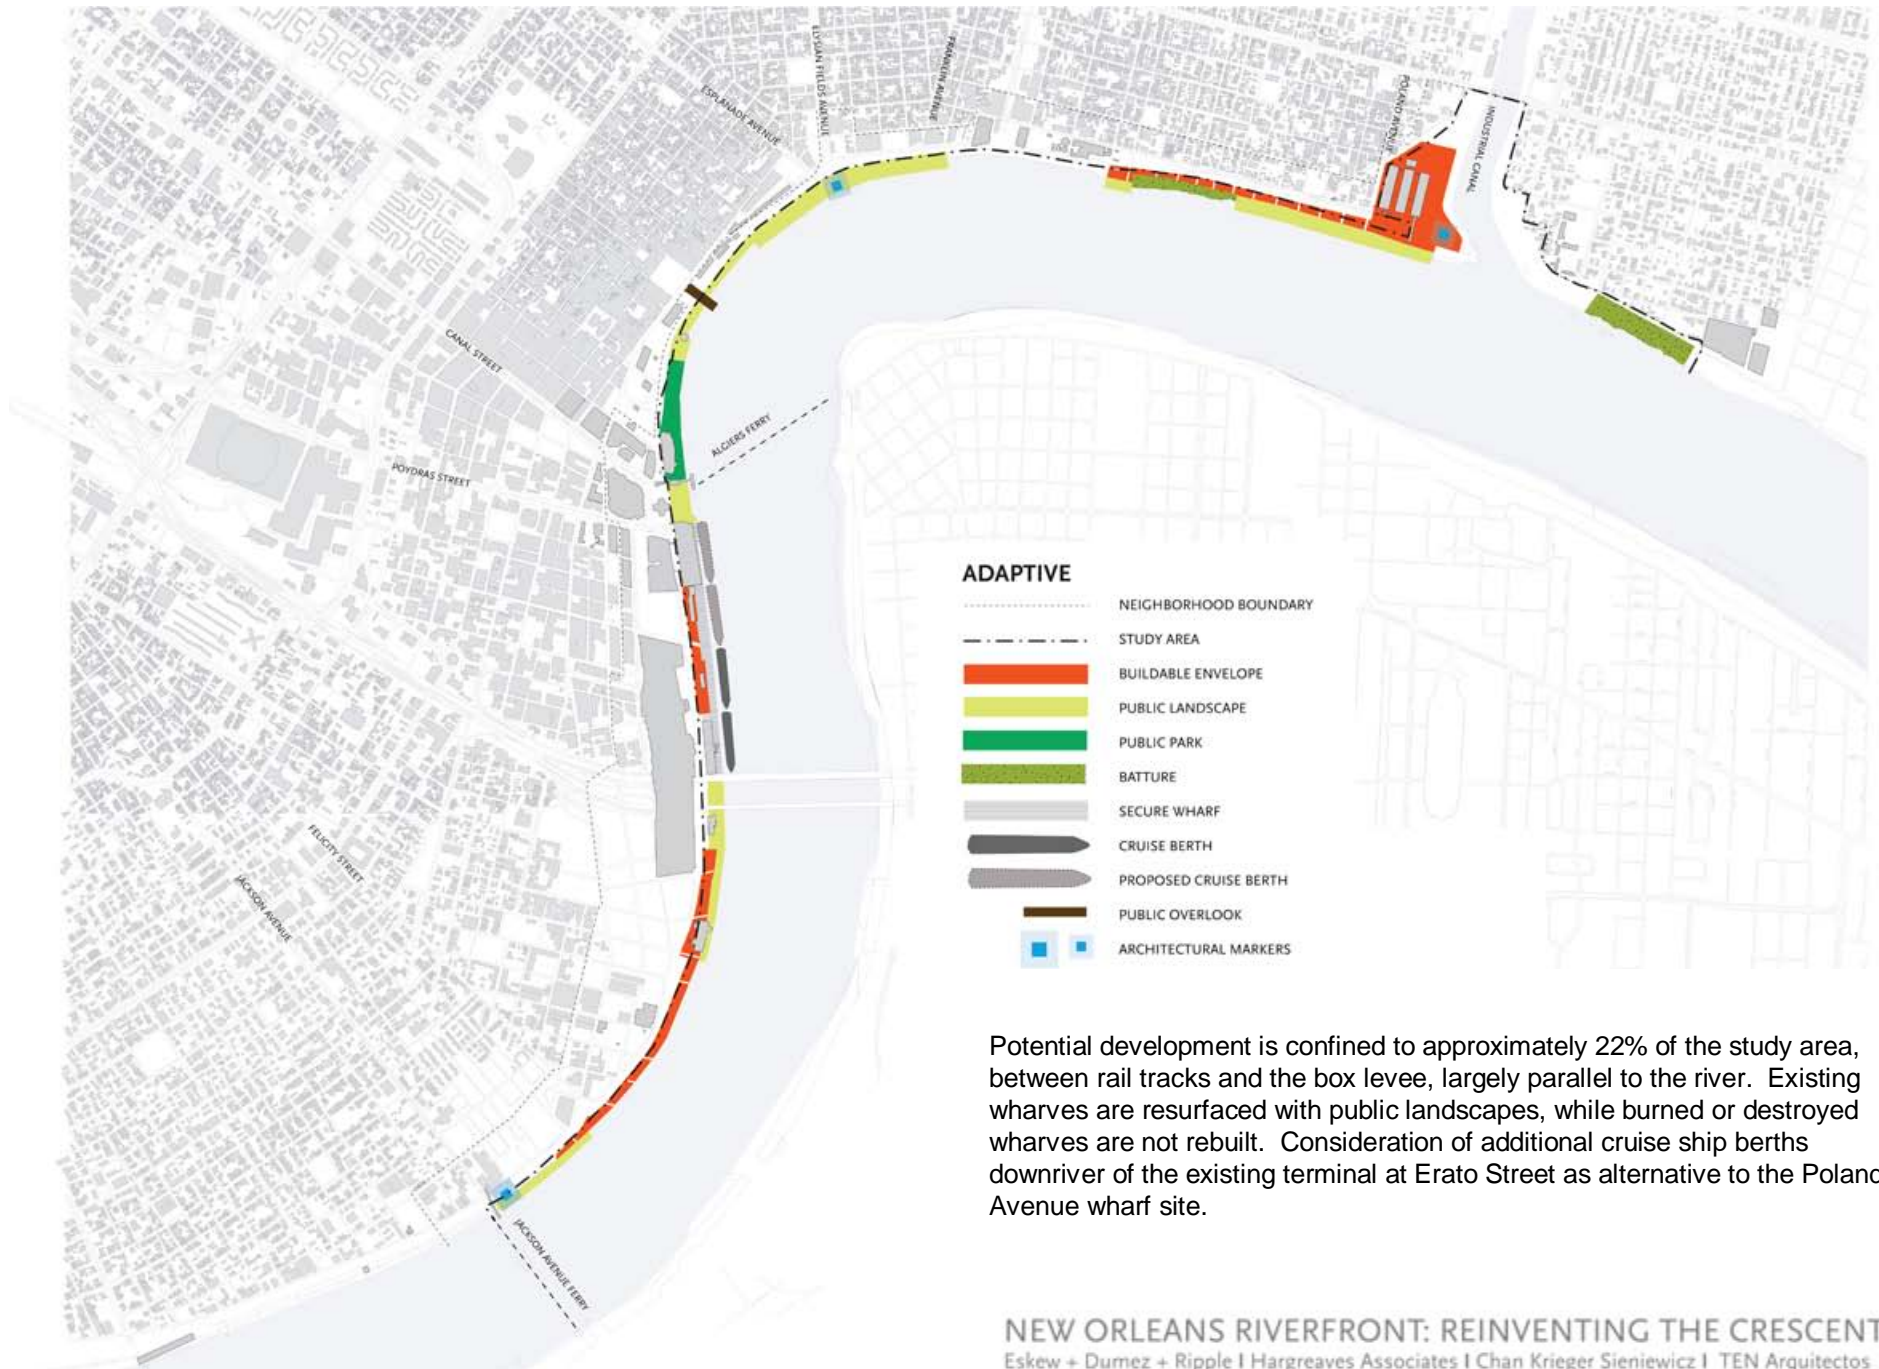 ELYSIAN FIELDS AVENUE
FRANKLIN AVENUE
ESPLANADE AVENUE
POLAND AVENUE
INDUSTRIAL CANAL
CANAL STREET
ALGIERS FERRY
POYDRAS STREET
FELICITY STREET
JACKSON AVENUE
JACKSON AVENUE FERRY
ADAPTIVE
NEIGHBORHOOD BOUNDARY
STUDY AREA
BUILDABLE ENVELOPE
PUBLIC LANDSCAPE
PUBLIC PARK
BATTURE
SECURE WHARF
CRUISE BERTH
PROPOSED CRUISE BERTH
PUBLIC OVERLOOK
ARCHITECTURAL MARKERS
Potential development is confined to approximately 22% of the study area,
between rail tracks and the box levee, largely parallel to the river.  Existing
wharves are resurfaced with public landscapes, while burned or destroyed
wharves are not rebuilt.  Consideration of additional cruise ship berths
downriver of the existing terminal at Erato Street as alternative to the Poland
Avenue wharf site.
NEW ORLEANS RIVERFRONT: REINVENTING THE CRESCENT
Eskew + Dumez + Ripple I Hargreaves Associates I Chan Krieger Sieniewicz I TEN Arquitectos